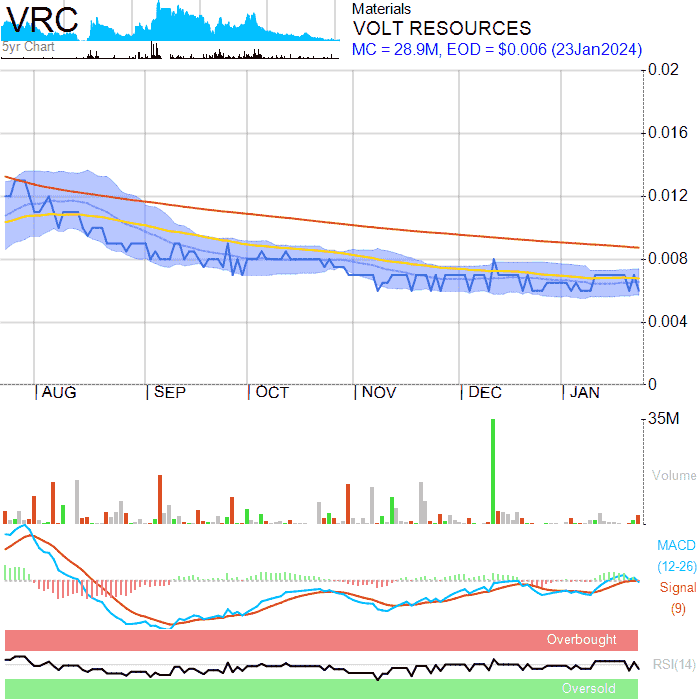 VRC
5yr Chart
Materials
VOLT RESOURCES
MC = 28.9M, EOD = $0.006 (23Jan2024)
0.02
0.016
0.012
0.008
0.004
0
AUG SEP OCT NOV DEC JAN
35M
Volume
MACD
(12-26)
Signal
(9)
Overbought
RSI(14)
Oversold